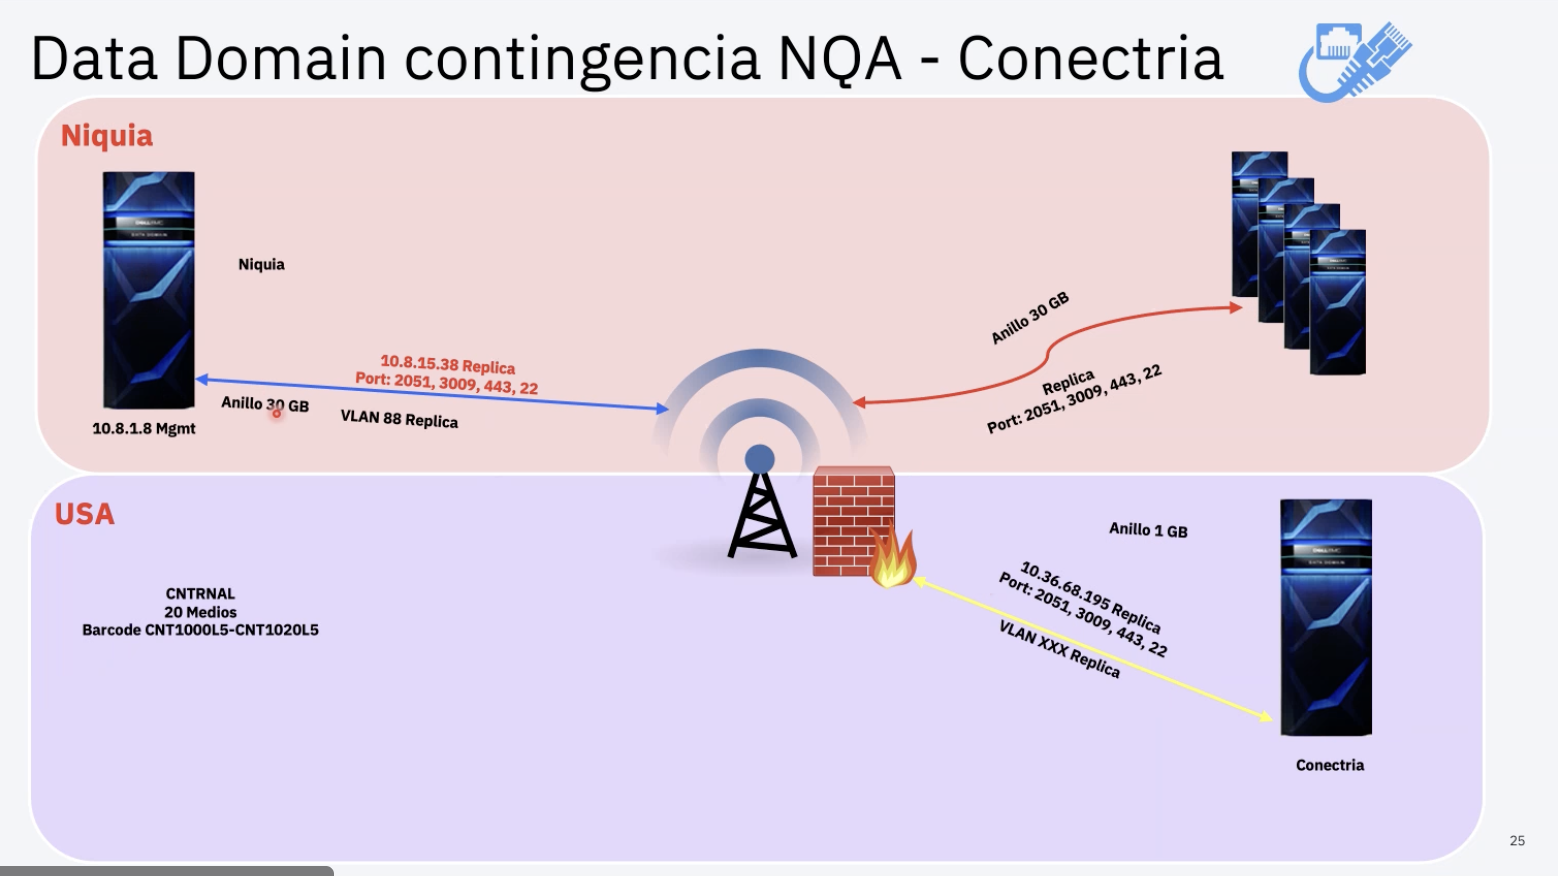 Data Domain contingencia NQA - Conectria
Niquia
Niquia
10.8.15.38 Replica
Port: 2051, 3009, 443, 22
Anillo 30 GB
VLAN 88 Replica
10.8.1.8 Mgmt
Anillo 30 GB
Replica
Port: 2051, 3009, 443, 22
USA
CNTRNAL
20 Medios
Barcode CNT1000L5-CNT1020L5
Anillo 1 GB
10.36.68.195 Replica
Port: 2051, 3009, 443, 22
VLAN XXX Replica
Conectria
25